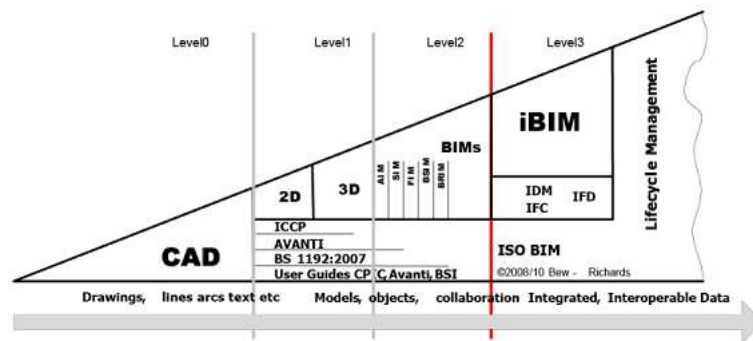 Level0 Level1 Level2 Level3
Lifecycle Management
iBIM
BIMs
2D 3D
AIM
SIM
FIM
BSIM
BRIM
IDM IFD
IFC
CAD
ICCP
AVANTI
BS 1192:2007
User Guides CPIC, Avanti, BSI
ISO BIM
©2008/10 Bew - Richards
Drawings, lines arcs text etc Models, objects, collaboration Integrated, Interoperable Data